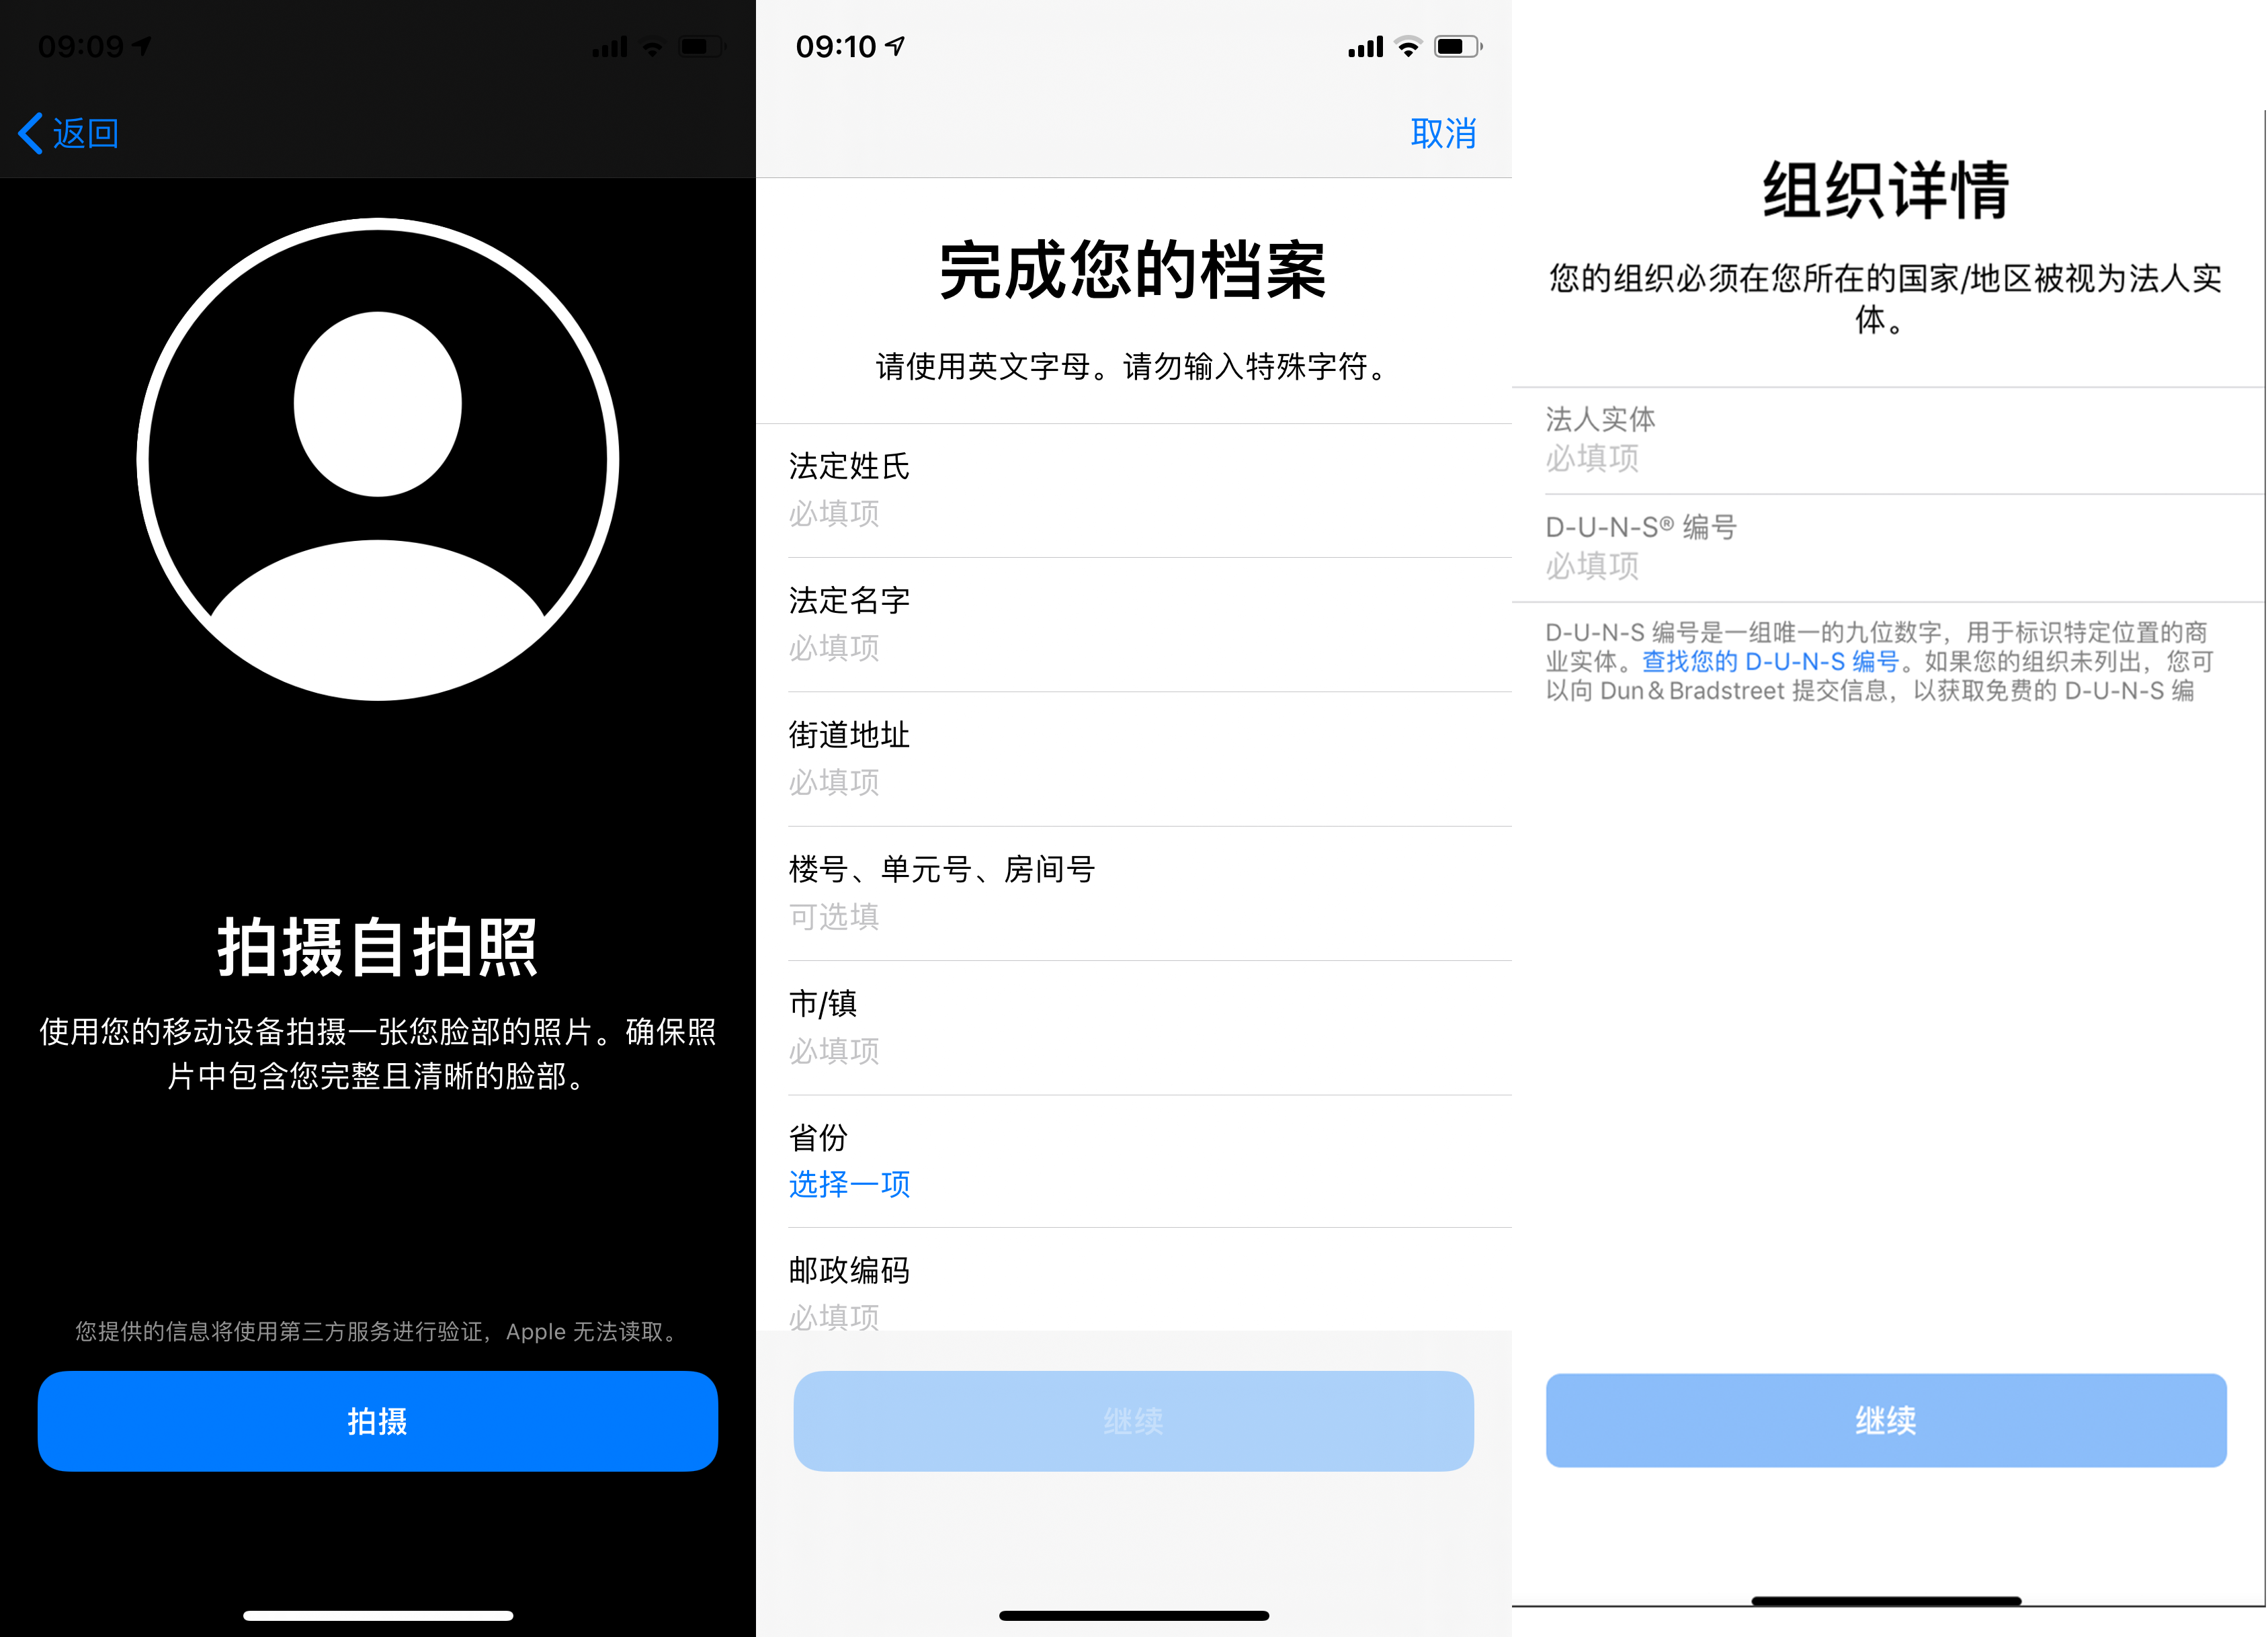 09:09
返回
拍摄自拍照
使用您的移动设备拍摄一张您脸部的照片。确保照
片中包含您完整且清晰的脸部。
您提供的信息将使用第三方服务进行验证，Apple 无法读取。
拍摄
09:10
取消
完成您的档案
请使用英文字母。请勿输入特殊字符。
法定姓氏
必填项
法定名字
必填项
街道地址
必填项
楼号、单元号、房间号
可选填
市/镇
必填项
省份
选择一项
邮政编码
必填项
继续
组织详情
您的组织必须在您所在的国家/地区被视为法人实
体。
法人实体
必填项
D-U-N-S® 编号
必填项
D-U-N-S 编号是一组唯一的九位数字，用于标识特定位置的商
业实体。查找您的 D-U-N-S 编号。如果您的组织未列出，您可
以向 Dun & Bradstreet 提交信息，以获取免费的 D-U-N-S 编
继续